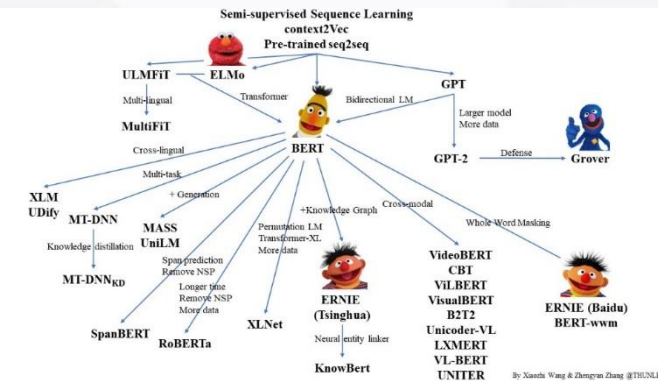 Semi-supervised Sequence Learning
context2Vec
Pre-trained seq2seq
ULMFiT
ELMo
GPT
Multi-lingual
Transformer
Bidirectional LM
Larger model
More data
MultiFiT
BERT
GPT-2
Defense
Grover
Cross-lingual
Multi-task
+ Generation
+Knowledge Graph
Cross-modal
Whole Word Masking
XLM
UDify
MT-DNN
MASS
UniLM
Permutation LM
Transformer-XL
More data
Knowledge distillation
Span prediction
Remove NSP
Longer time
Remove NSP
More data
MT-DNNKD
SpanBERT
RoBERTa
XLNet
ERNIE
(Tsinghua)
Neural entity linker
KnowBert
VideoBERT
CBT
ViLBERT
VisualBERT
B2T2
Unicoder-VL
LXMERT
VL-BERT
UNITER
ERNIE (Baidu)
BERT-wwm
By Xiaozhi Wang & Zhengyan Zhang @THUNLP